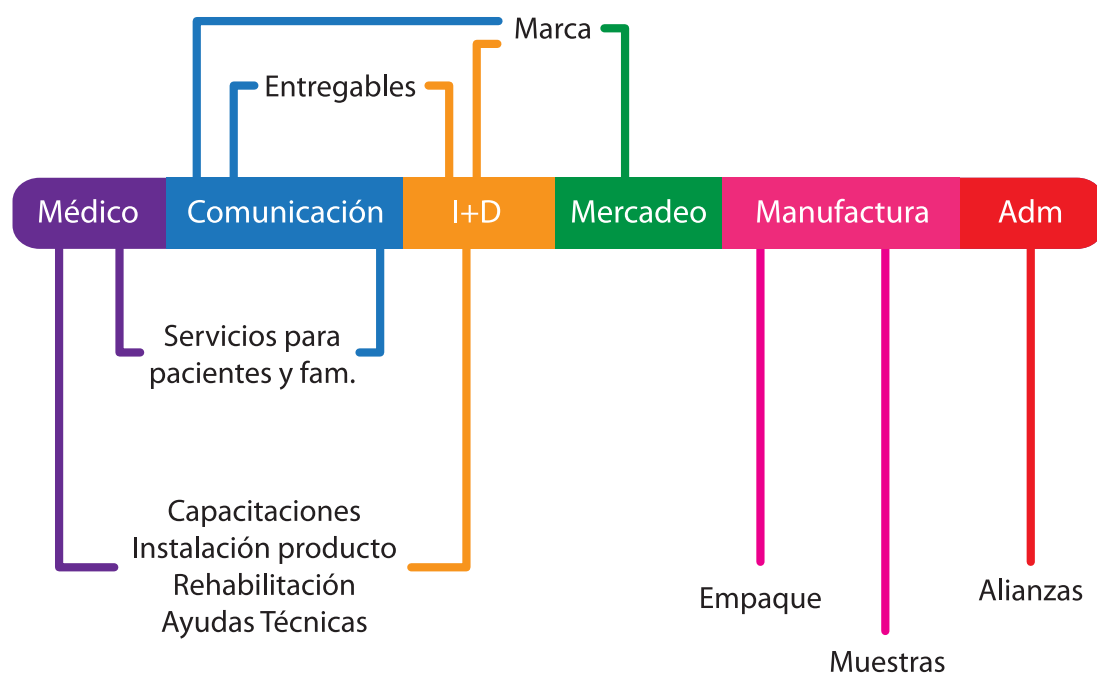 Marca
Entregables
Médico
Comunicación
I+D
Mercadeo
Manufactura
Adm
Servicios para
pacientes y fam.
Capacitaciones
Instalación producto
Rehabilitación
Ayudas Técnicas
Empaque
Alianzas
Muestras